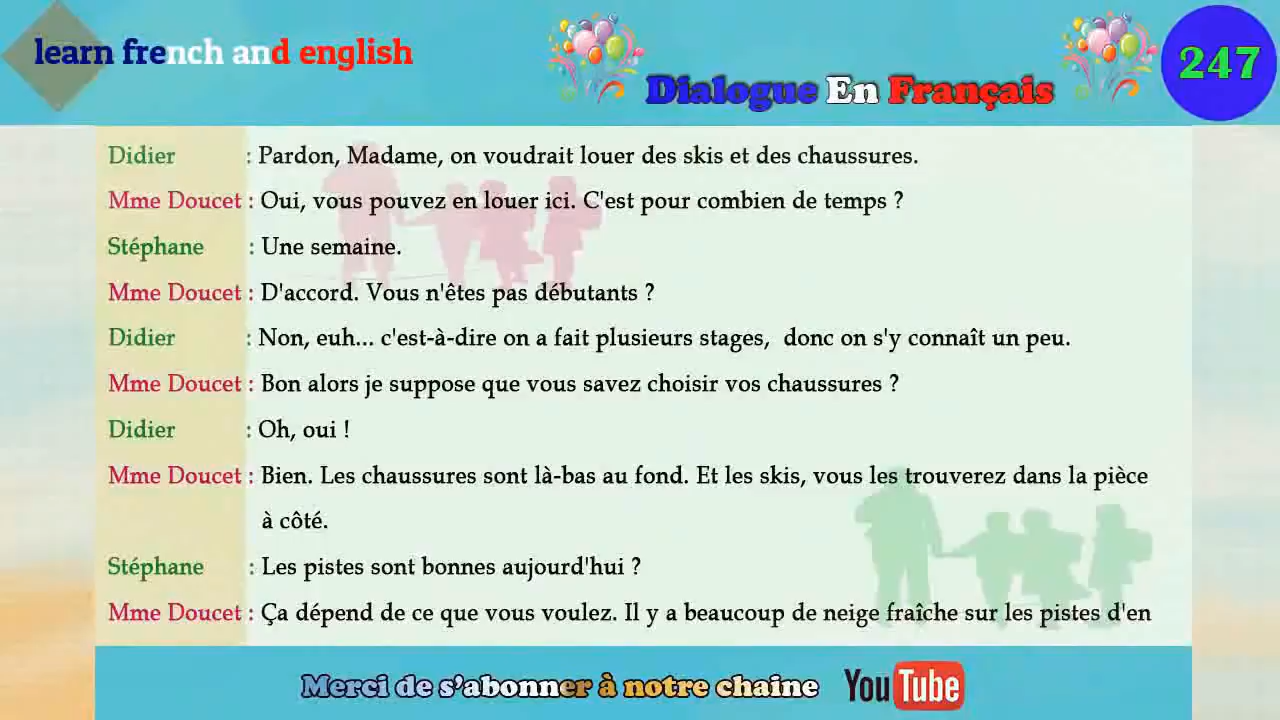 learn french and english
Dialogue En Français
247
Didier : Pardon, Madame, on voudrait louer des skis et des chaussures.
Mme Doucet : Oui, vous pouvez en louer ici. C'est pour combien de temps ?
Stéphane : Une semaine.
Mme Doucet : D'accord. Vous n'êtes pas débutants ?
Didier : Non, euh... c'est-à-dire on a fait plusieurs stages, donc on s'y connaît un peu.
Mme Doucet : Bon alors je suppose que vous savez choisir vos chaussures ?
Didier : Oh, oui !
Mme Doucet : Bien. Les chaussures sont là-bas au fond. Et les skis, vous les trouverez dans la pièce
à côté.
Stéphane : Les pistes sont bonnes aujourd'hui ?
Mme Doucet : Ça dépend de ce que vous voulez. Il y a beaucoup de neige fraîche sur les pistes d'en
Merci de s'abonner à notre chaine YouTube